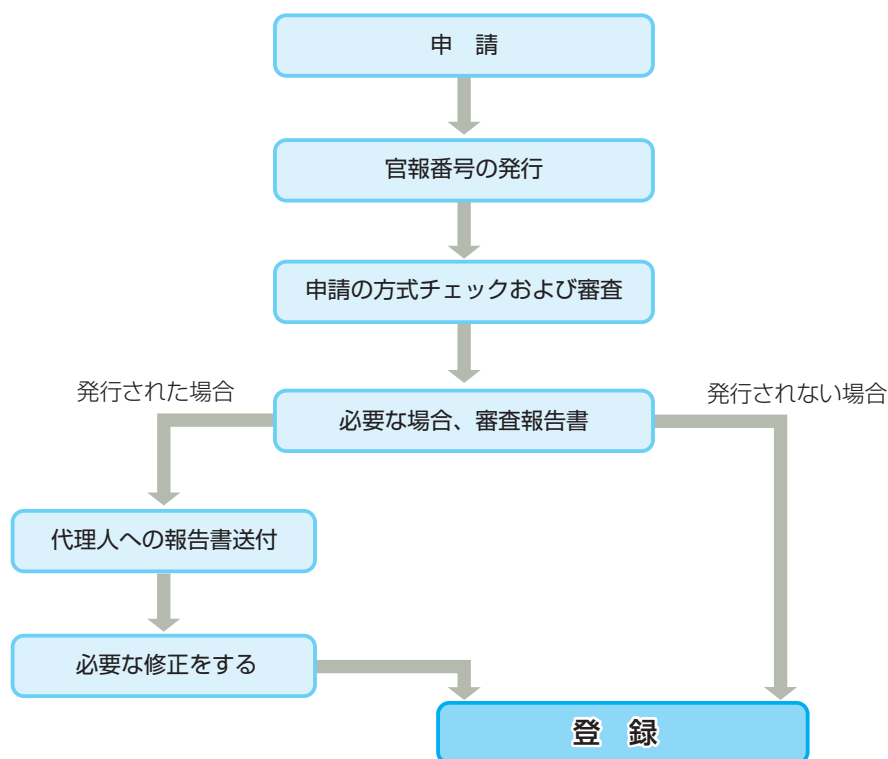 申　請
官報番号の発行
申請の方式チェックおよび審査
発行された場合
必要な場合、審査報告書
発行されない場合
代理人への報告書送付
必要な修正をする
登　録